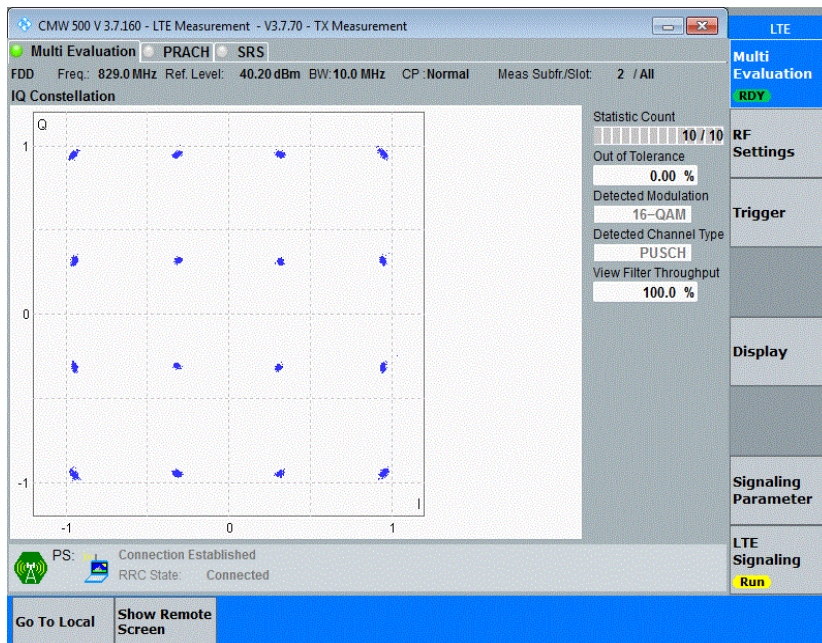 CMW 500 V 3.7.160 - LTE Measurement - V3.7.70 - TX Measurement
LTE
Multi Evaluation PRACH SRS
FDD Freq.: 829.0 MHz Ref. Level: 40.20 dBm BW: 10.0 MHz CP :Normal Meas Subfr./Slot: 2 / All
IQ Constellation
Q
1
0
-1
-1 0 1
I
Statistic Count
10 / 10
Out of Tolerance
0.00 %
Detected Modulation
16-QAM
Detected Channel Type
PUSCH
View Filter Throughput
100.0 %
Multi
Evaluation
RDY
RF
Settings
Trigger
Display
Signaling
Parameter
LTE
Signaling
Run
PS: Connection Established
RRC State: Connected
Go To Local
Show Remote
Screen